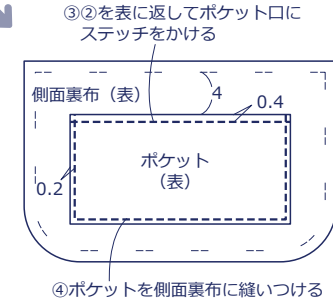 ③②を表に返してポケット口に
ステッチをかける
側面裏布（表）
4
0.4
ポケット
（表）
0.2
④ポケットを側面裏布に縫いつける